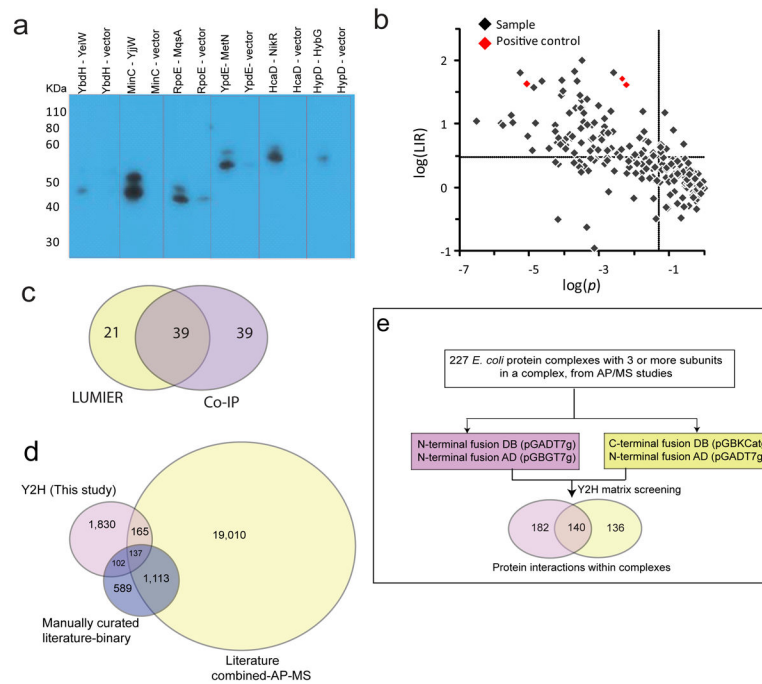 a
YbdH - YeiW
YbdH - vector
MinC - YjjW
MinC - vector
RpoE - MqsA
RpoE - vector
YpdE- MetN
YpdE- vector
HcaD - NikR
HcaD - vector
HypD - HybG
HypD - vector
KDa
110
80
60
50
40
30
b
Sample
Positive control
log(LIR)
2
1
0
-1
-7
-5
-3
-1
log(p)
c
21
39
39
LUMIER
Co-IP
d
Y2H (This study)
1,830
165
19,010
137
102
1,113
589
Manually curated
literature-binary
Literature
combined-AP-MS
e
227 E. coli protein complexes with 3 or more subunits
in a complex, from AP/MS studies
N-terminal fusion DB (pGADT7g)
N-terminal fusion AD (pGBGT7g)
C-terminal fusion DB (pGBKCatg
N-terminal fusion AD (pGADT7g)
Y2H matrix screening
182
140
136
Protein interactions within complexes